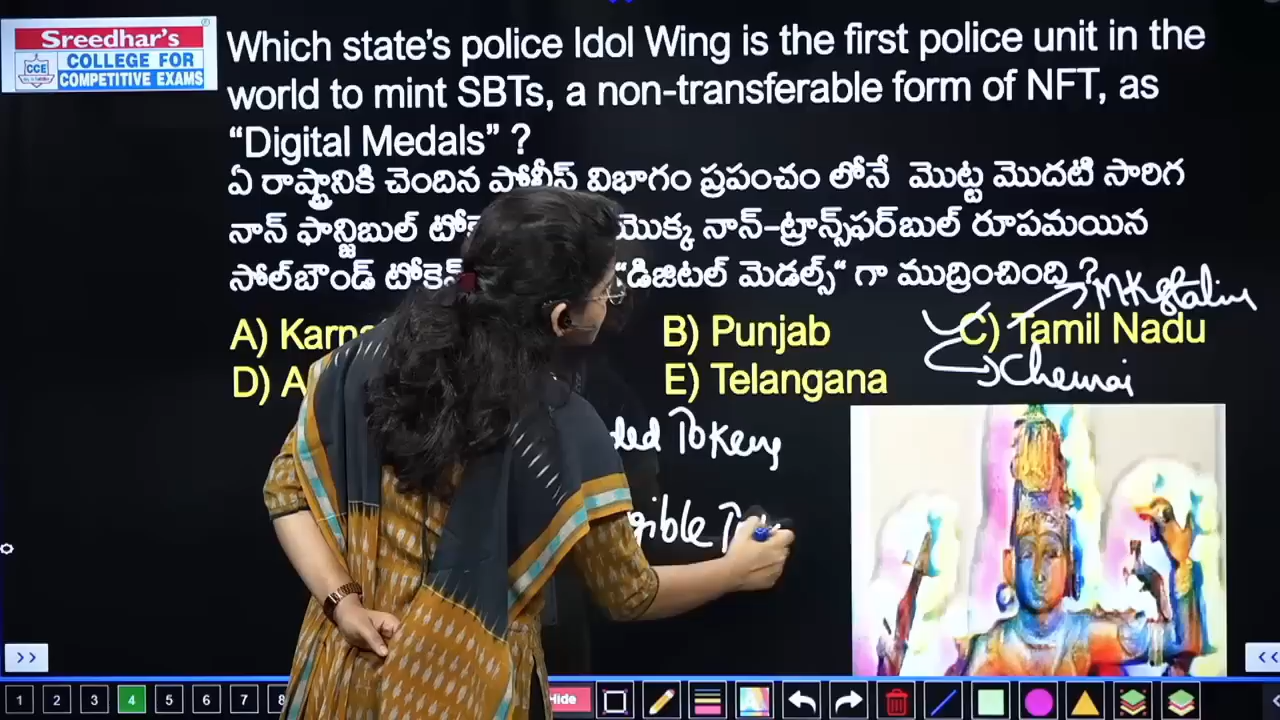 Sreedhar's
CCE
COLLEGE FOR
COMPETITIVE EXAMS
Which state's police Idol Wing is the first police unit in the
world to mint SBTs, a non-transferable form of NFT, as
“Digital Medals” ?
ఏ రాష్ట్రానికి చెందిన పోలీస్ విభాగం ప్రపంచం లోనే మొట్ట మొదటి సారిగ
నాన్ ఫాన్జిబుల్ యొక్క నాన్-ట్రాన్స్‌ఫర్‌బుల్ రూపమయిన
సోల్‌బౌండ్ “డిజిటల్ మెడల్స్“ గా ముద్రించింది ?
MK Stalin
A) B) Punjab C) Tamil Nadu
Chennai
D) E) Telangana
Tokens
>>
<<
1 2 3 4 5 6 7 8 Hide